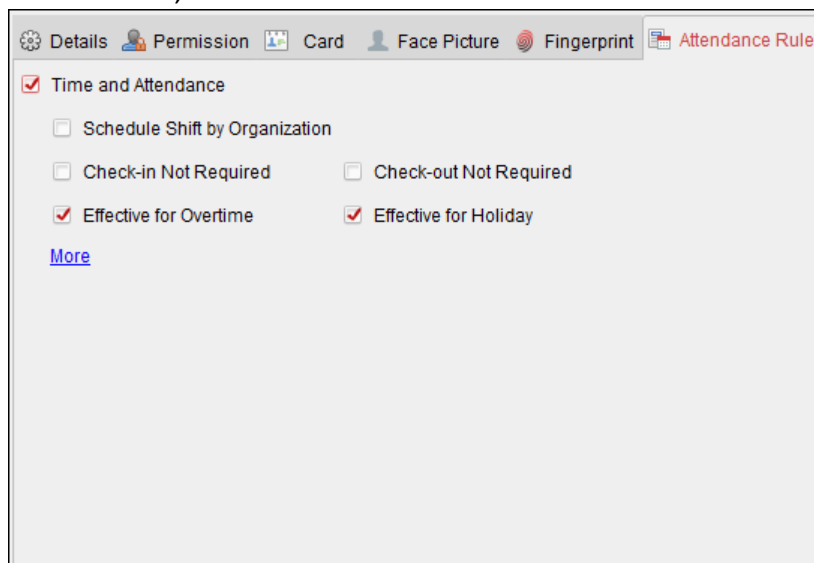 Details Permission Card Face Picture Fingerprint Attendance Rule
Time and Attendance
Schedule Shift by Organization
Check-in Not Required Check-out Not Required
Effective for Overtime Effective for Holiday
More